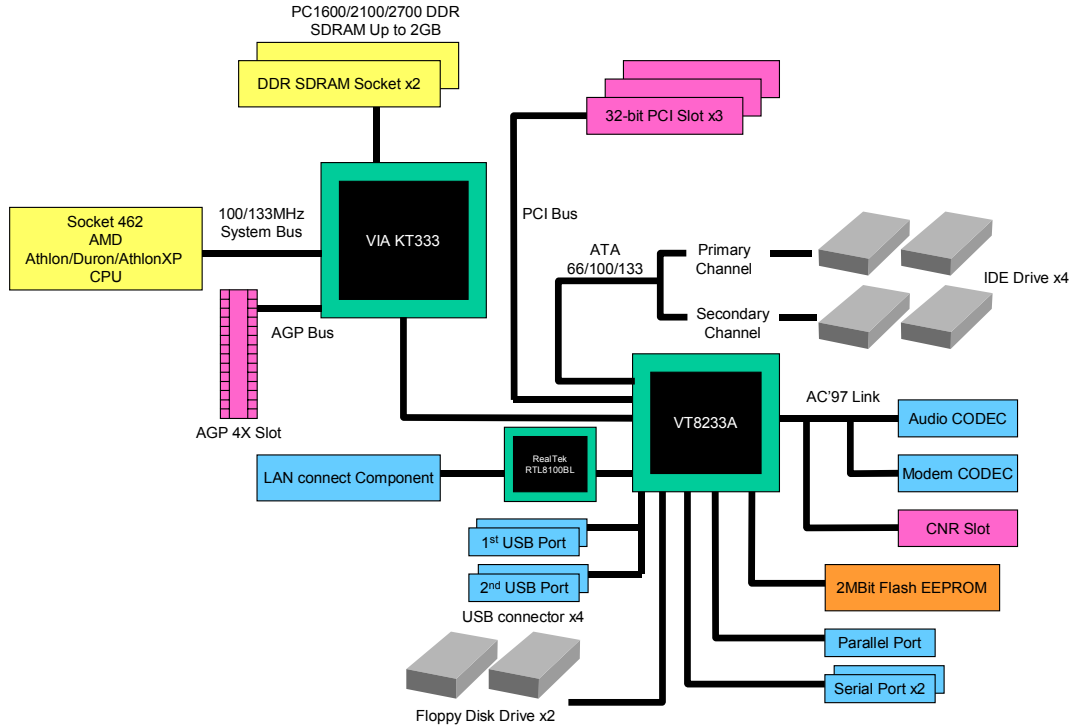 PC1600/2100/2700 DDR
SDRAM Up to 2GB
DDR SDRAM Socket x2
32-bit PCI Slot x3
Socket 462
AMD
Athlon/Duron/AthlonXP
CPU
100/133MHz
System Bus
VIA KT333
PCI Bus
ATA
66/100/133
Primary
Channel
IDE Drive x4
Secondary
Channel
AGP Bus
AGP 4X Slot
VT8233A
AC'97 Link
Audio CODEC
RealTek
RTL8100BL
LAN connect Component
Modem CODEC
CNR Slot
1st USB Port
2nd USB Port
USB connector x4
2MBit Flash EEPROM
Parallel Port
Serial Port x2
Floppy Disk Drive x2